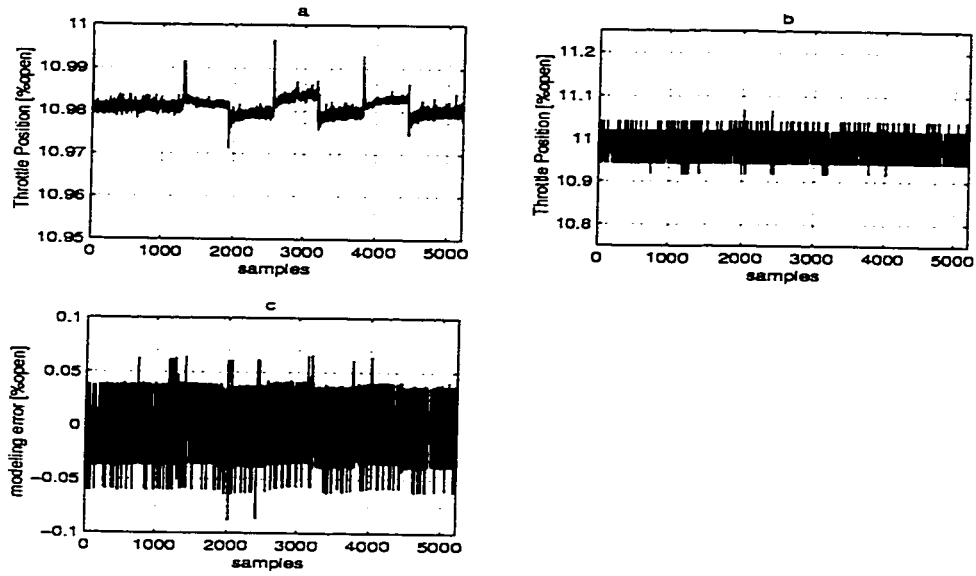 a
Throttle Position [%open]
11
10.99
10.98
10.97
10.96
10.95
0 1000 2000 3000 4000 5000
samples
b
Throttle Position [%open]
11.2
11.1
11
10.9
10.8
0 1000 2000 3000 4000 5000
samples
c
modeling error [%open]
0.1
0.05
0
−0.05
−0.1
0 1000 2000 3000 4000 5000
samples